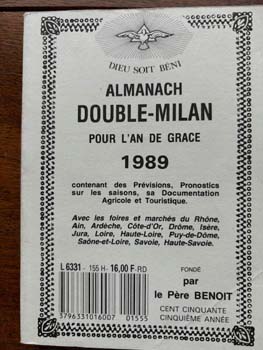 DIEU SOIT BÉNI
ALMANACH
DOUBLE-MILAN
POUR L'AN DE GRACE
1989
contenant des Prévisions, Pronostics
sur les saisons, sa Documentation
Agricole et Touristique.
Avec les foires et marchés du Rhône,
Ain, Ardèche, Côte-d'Or, Drôme, Isère,
Jura, Loire, Haute-Loire, Puy-de-Dôme,
Saône-et-Loire, Savoie, Haute-Savoie.
L 6331 - 155 H - 16,00 F - RD
3796331016007 01555
FONDÉ
par
le Père BENOIT
CENT CINQUANTE
CINQUIÈME ANNÉE